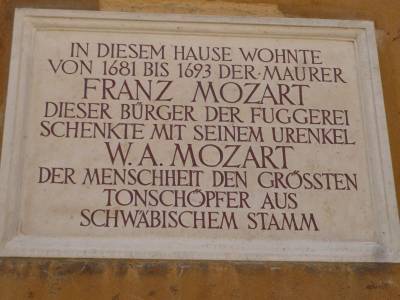 IN DIESEM HAUSE WOHNTE
VON 1681 BIS 1693 DER·MAURER
FRANZ MOZART
DIESER BÜRGER DER FUGGEREI
SCHENKTE MIT SEINEM URENKEL
W.A. MOZART
DER MENSCHHEIT DEN GRÖSSTEN
TONSCHÖPFER AUS
SCHWÄBISCHEM STAMM